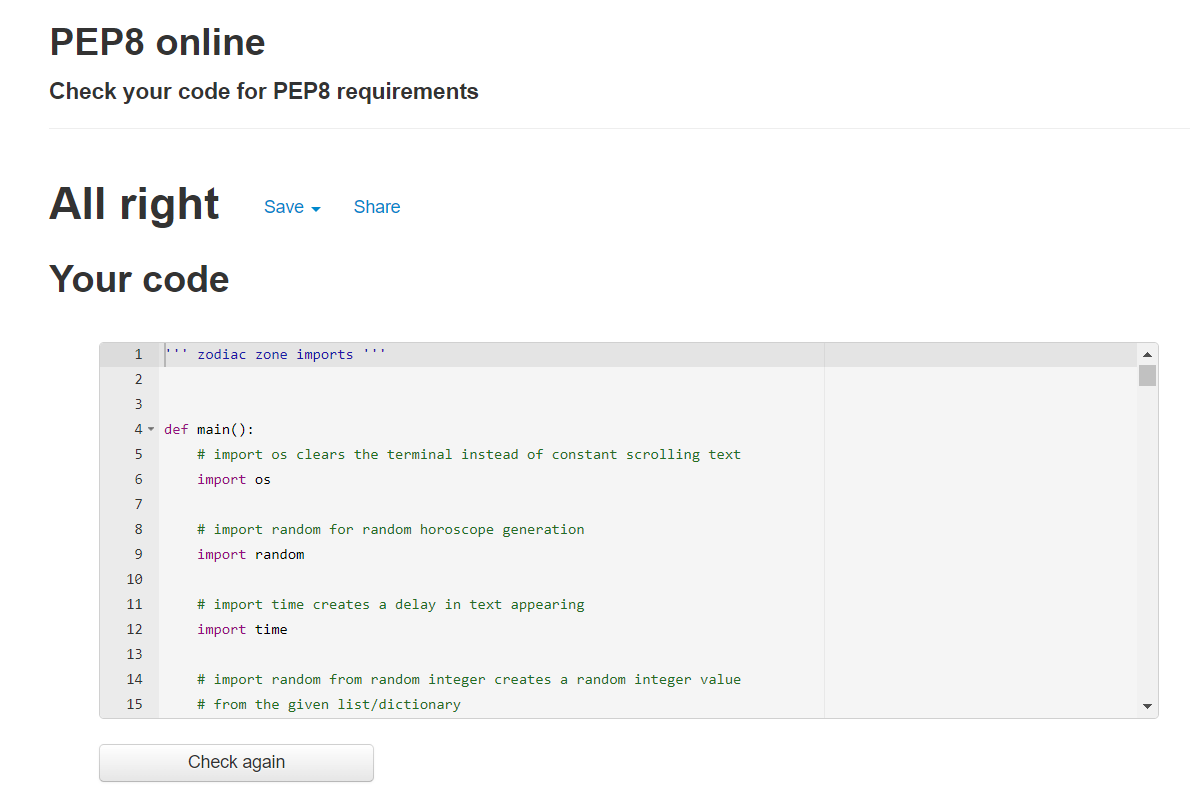 PEP8 online
Check your code for PEP8 requirements
All right Save Share
Your code
1 ''' zodiac zone imports '''
2
3
4 def main():
5 # import os clears the terminal instead of constant scrolling text
6 import os
7
8 # import random for random horoscope generation
9 import random
10
11 # import time creates a delay in text appearing
12 import time
13
14 # import random from random integer creates a random integer value
15 # from the given list/dictionary
Check again